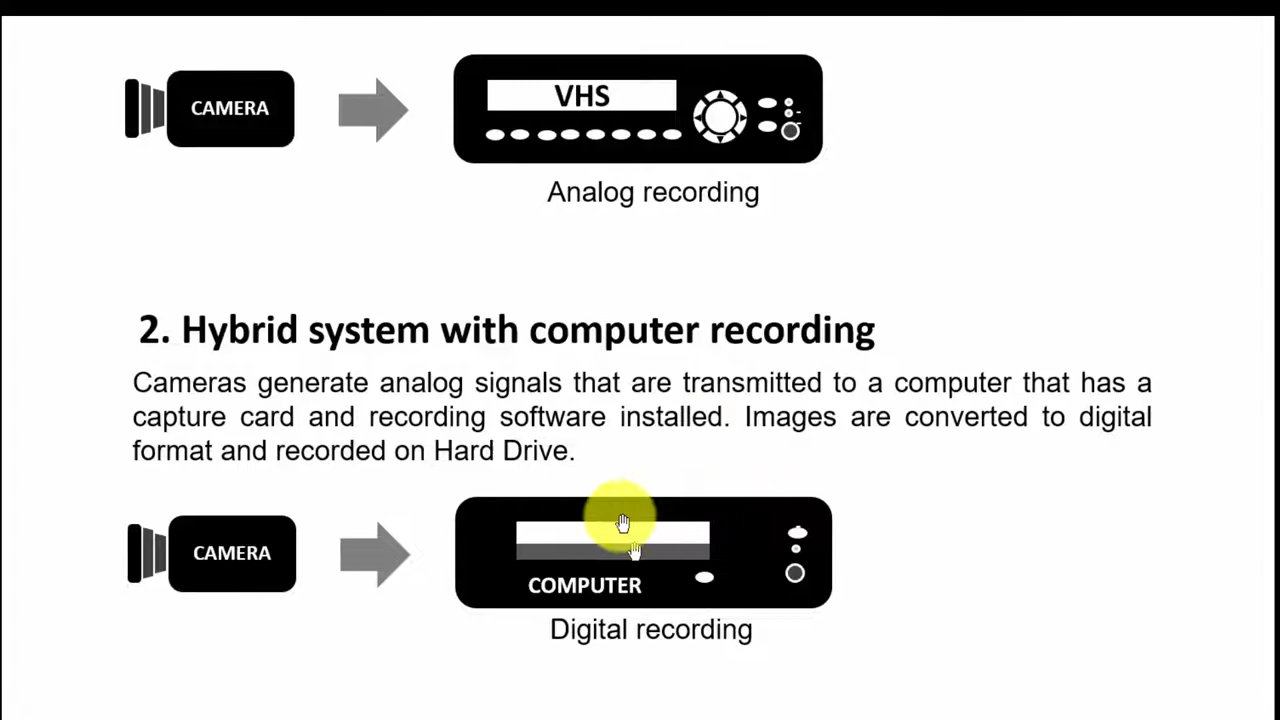 CAMERA
VHS
Analog recording
2. Hybrid system with computer recording
Cameras generate analog signals that are transmitted to a computer that has a
capture card and recording software installed. Images are converted to digital
format and recorded on Hard Drive.
CAMERA
COMPUTER
Digital recording